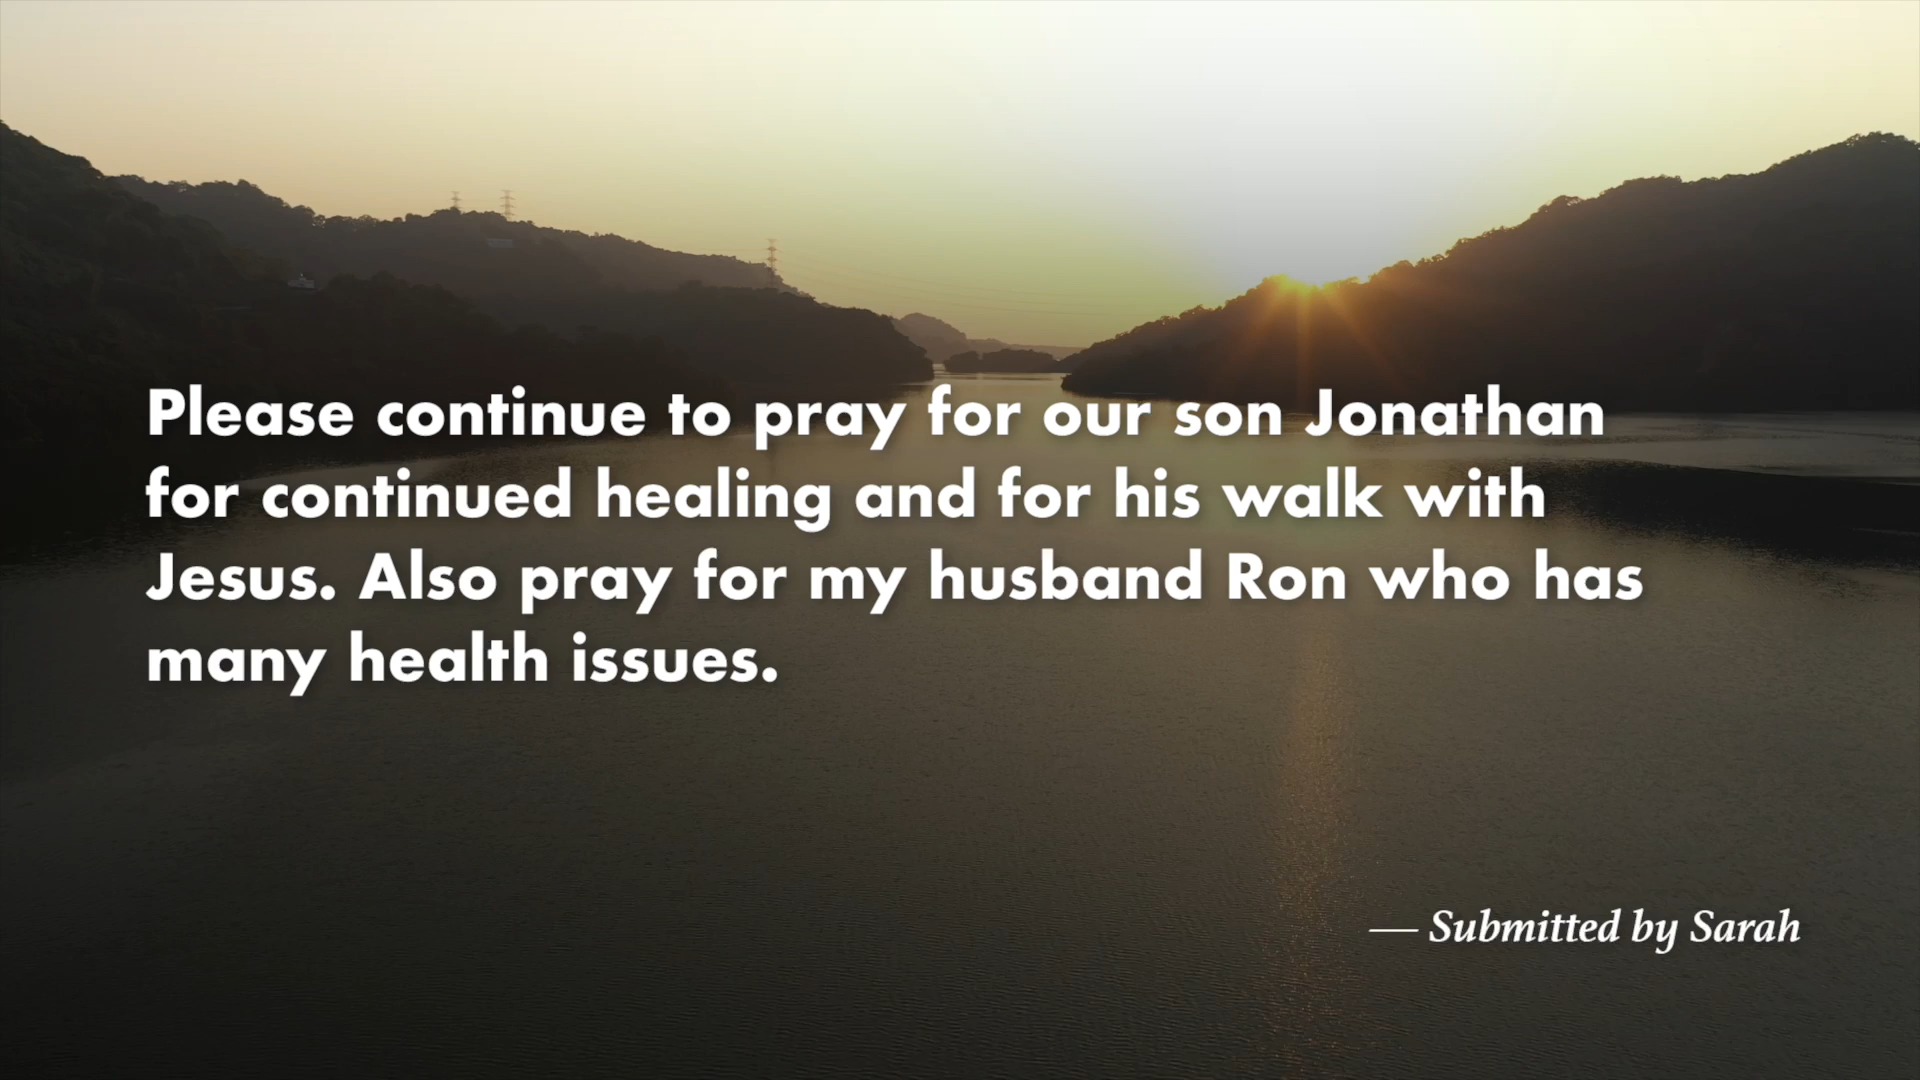 Please continue to pray for our son Jonathan
for continued healing and for his walk with
Jesus. Also pray for my husband Ron who has
many health issues.
— Submitted by Sarah